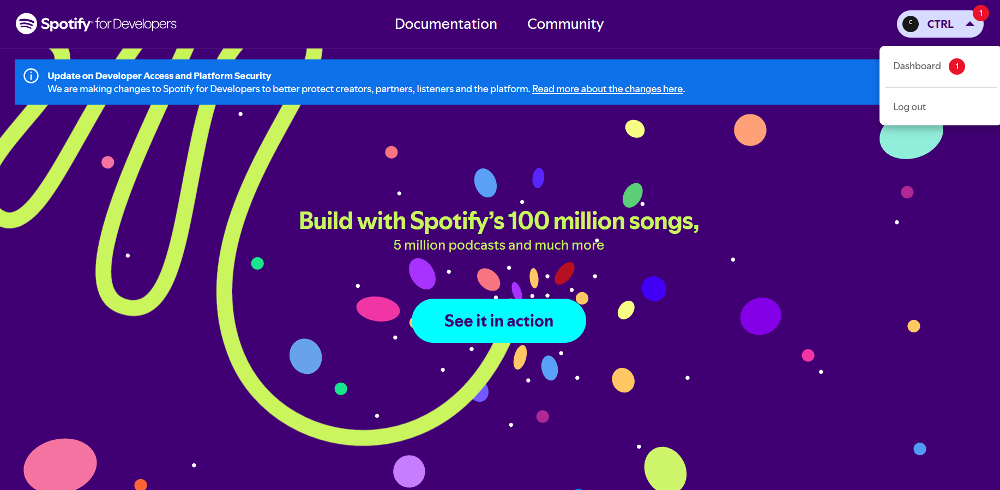 Spotify® for Developers
Documentation
Community
C
CTRL
1
Dashboard
1
Log out
Update on Developer Access and Platform Security
We are making changes to Spotify for Developers to better protect creators, partners, listeners and the platform. Read more about the changes here.
Build with Spotify’s 100 million songs,
5 million podcasts and much more
See it in action